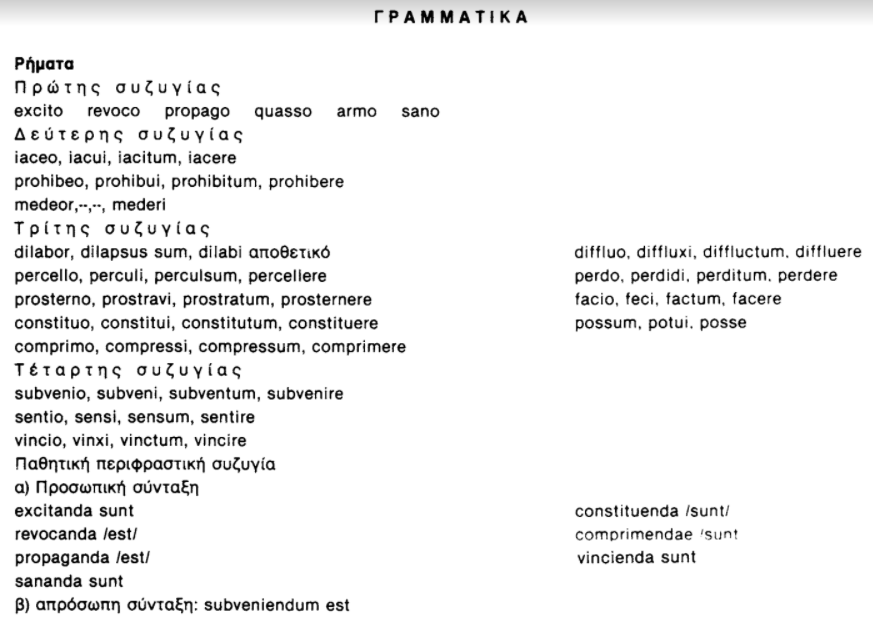 ΓΡΑΜΜΑΤΙΚΑ
Ρήματα
Πρώτης συζυγίας
excito revoco propago quasso armo sano
Δεύτερης συζυγίας
iaceo, iacui, iacitum, iacere
prohibeo, prohibui, prohibitum, prohibere
medeor,--,--, mederi
Τρίτης συζυγίας
dilabor, dilapsus sum, dilabi αποθετικό diffluo, diffluxi, diffluctum, diffluere
percello, perculi, perculsum, percellere perdo, perdidi, perditum, perdere
prosterno, prostravi, prostratum, prosternere facio, feci, factum, facere
constituo, constitui, constitutum, constituere possum, potui, posse
comprimo, compressi, compressum, comprimere
Τέταρτης συζυγίας
subvenio, subveni, subventum, subvenire
sentio, sensi, sensum, sentire
vincio, vinxi, vinctum, vincire
Παθητική περιφραστική συζυγία
α) Προσωπική σύνταξη
excitanda sunt constituenda /sunt/
revocanda /est/ comprimendae /sunt
propaganda /est/ vincienda sunt
sananda sunt
β) απρόσωπη σύνταξη: subveniendum est